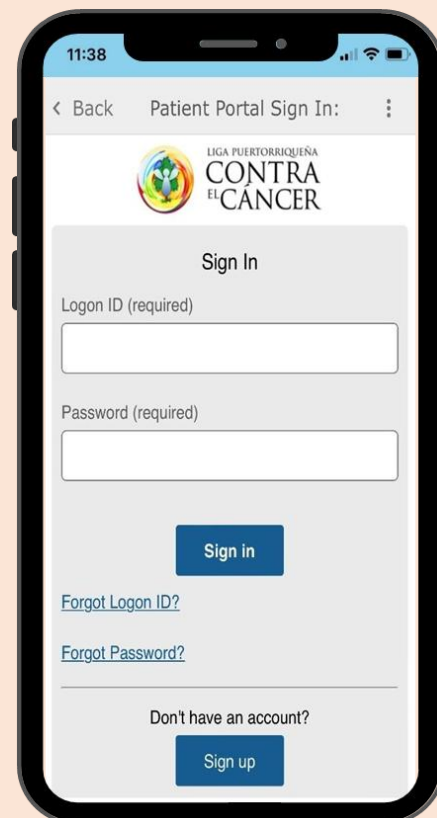 11:38
Back Patient Portal Sign In:
LIGA PUERTORRIQUEÑA
CONTRA
EL CÁNCER
Sign In
Logon ID (required)
Password (required)
Sign in
Forgot Logon ID?
Forgot Password?
Don't have an account?
Sign up